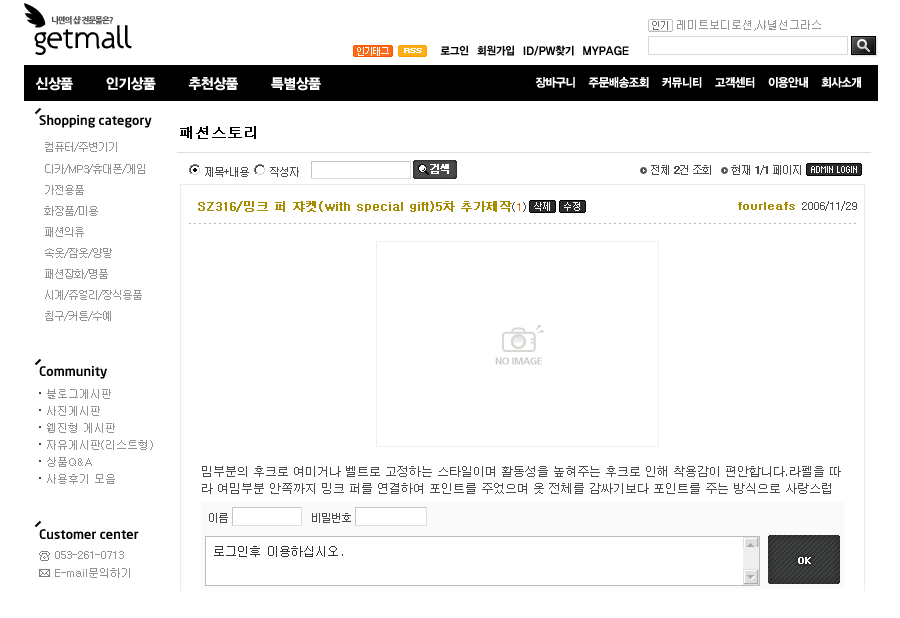 나만의 샵 전문몰은?
getmall
인기 레미트보디로션,샤넬선글라스
인기태그 RSS 로그인 회원가입 ID/PW찾기 MYPAGE
신상품 인기상품 추천상품 특별상품 장바구니 주문배송조회 커뮤니티 고객센터 이용안내 회사소개
Shopping category
컴퓨터/주변기기
디카/MP3/휴대폰/게임
가전용품
화장품/미용
패션의류
속옷/잠옷/양말
패션잡화/명품
시계/쥬얼리/장식용품
침구/커튼/수예
Community
블로그게시판
사진게시판
웹진형 게시판
자유게시판(리스트형)
상품Q&A
사용후기 모음
Customer center
053-261-0713
E-mail문의하기
패션스토리
제목+내용 작성자 검색 전체 2건 조회 현재 1/1 페이지 ADMIN LOGIN
SZ316/밍크 퍼 쟈켓(with special gift)5차 추가제작(1) 삭제 수정 fourleafs 2006/11/29
NO IMAGE
밈부분의 후크로 여미거나 벨트로 고정하는 스타일이며 활동성을 높혀주는 후크로 인해 착용감이 편안합니다.라펠을 따
라 여밈부분 안쪽까지 밍크 퍼를 연결하여 포인트를 주었으며 옷 전체를 감싸기보다 포인트를 주는 방식으로 사랑스럽
이름 비밀번호
로그인후 이용하십시오.
OK